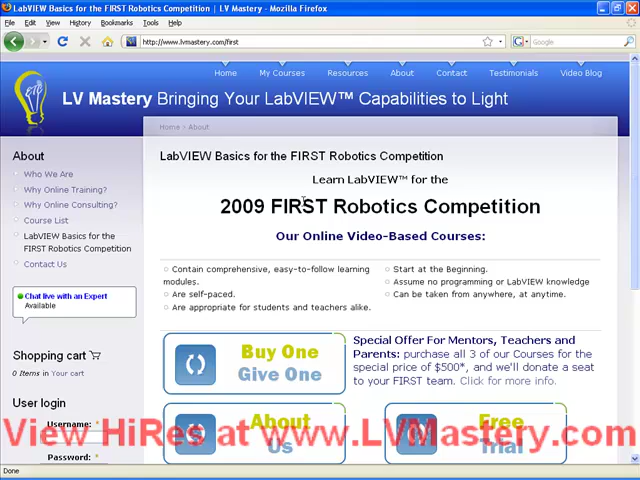 LabVIEW Basics for the FIRST Robotics Competition | LV Mastery - Mozilla Firefox
File Edit View History Bookmarks Tools Help
http://www.lvmastery.com/first
Google
Home My Courses Resources About Contact Testimonials Video Blog
LV Mastery Bringing Your LabVIEW™ Capabilities to Light
Home › About
About
Who We Are
Why Online Training?
Why Online Consulting?
Course List
LabVIEW Basics for the
FIRST Robotics Competition
Contact Us
Chat live with an Expert
Available
Shopping cart
0 Items in Your cart
User login
Username: *
Password: *
LabVIEW Basics for the FIRST Robotics Competition
Learn LabVIEW™ for the
2009 FIRST Robotics Competition
Our Online Video-Based Courses:
Contain comprehensive, easy-to-follow learning
modules.
Are self-paced.
Are appropriate for students and teachers alike.
Start at the Beginning.
Assume no programming or LabVIEW knowledge
Can be taken from anywhere, at anytime.
Buy One
Give One
Special Offer For Mentors, Teachers and
Parents: purchase all 3 of our Courses for the
special price of $500*, and we'll donate a seat
to your FIRST team. Click for more info.
About
Us
Free
Trial
View HiRes at www.LVMastery.com
Done